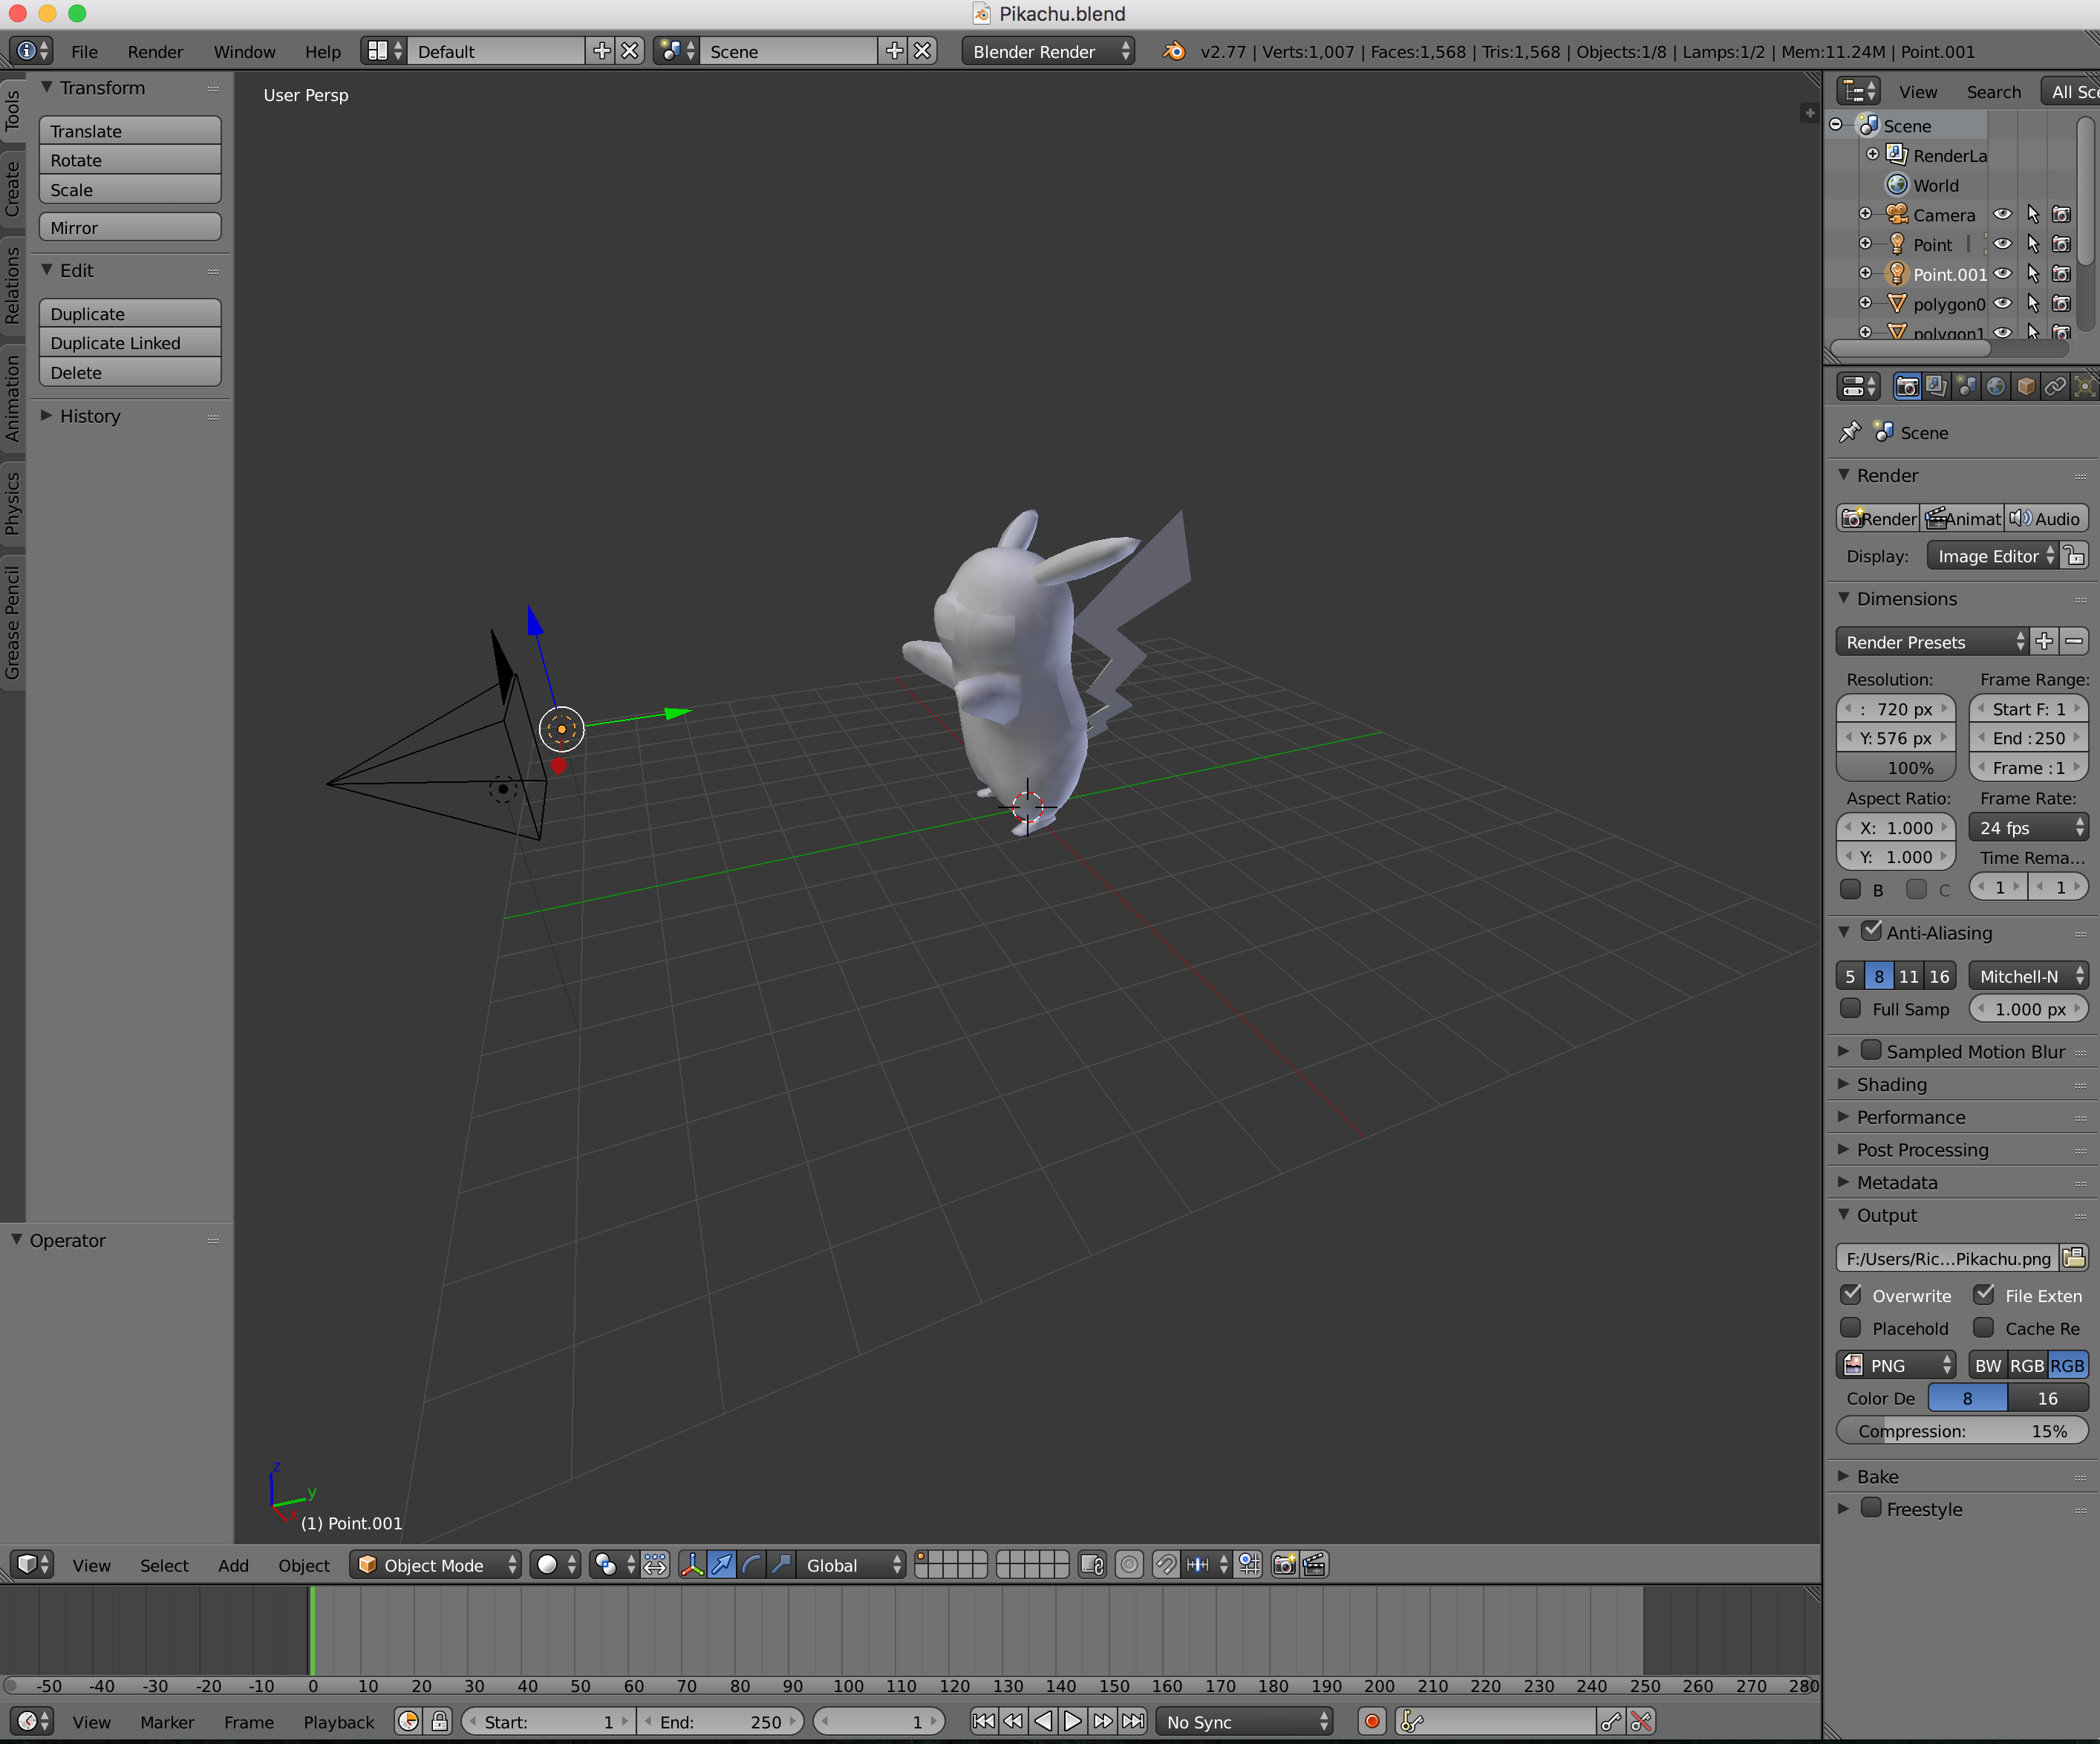 Pikachu.blend
File Render Window Help Default Scene Blender Render v2.77 | Verts:1,007 | Faces:1,568 | Tris:1,568 | Objects:1/8 | Lamps:1/2 | Mem:11.24M | Point.001
Tools
Create
Relations
Animation
Physics
Grease Pencil
Transform
Translate
Rotate
Scale
Mirror
Edit
Duplicate
Duplicate Linked
Delete
History
Operator
User Persp
z
y
x
(1) Point.001
View Select Add Object Object Mode Global
-50 -40 -30 -20 -10 0 10 20 30 40 50 60 70 80 90 100 110 120 130 140 150 160 170 180 190 200 210 220 230 240 250 260 270 280
View Marker Frame Playback Start: 1 End: 250 1 No Sync
View Search All Sce
Scene
RenderLa
World
Camera
Point
Point.001
polygon0
polygon1
Scene
Render
Render Animat Audio
Display: Image Editor
Dimensions
Render Presets
Resolution: Frame Range:
: 720 px Start F: 1
Y: 576 px End :250
100% Frame :1
Aspect Ratio: Frame Rate:
X: 1.000 24 fps
Y: 1.000 Time Rema...
B C 1 1
Anti-Aliasing
5 8 11 16 Mitchell-N
Full Samp 1.000 px
Sampled Motion Blur
Shading
Performance
Post Processing
Metadata
Output
F:/Users/Ric...Pikachu.png
Overwrite File Exten
Placehold Cache Re
PNG BW RGB RGB
Color De 8 16
Compression: 15%
Bake
Freestyle